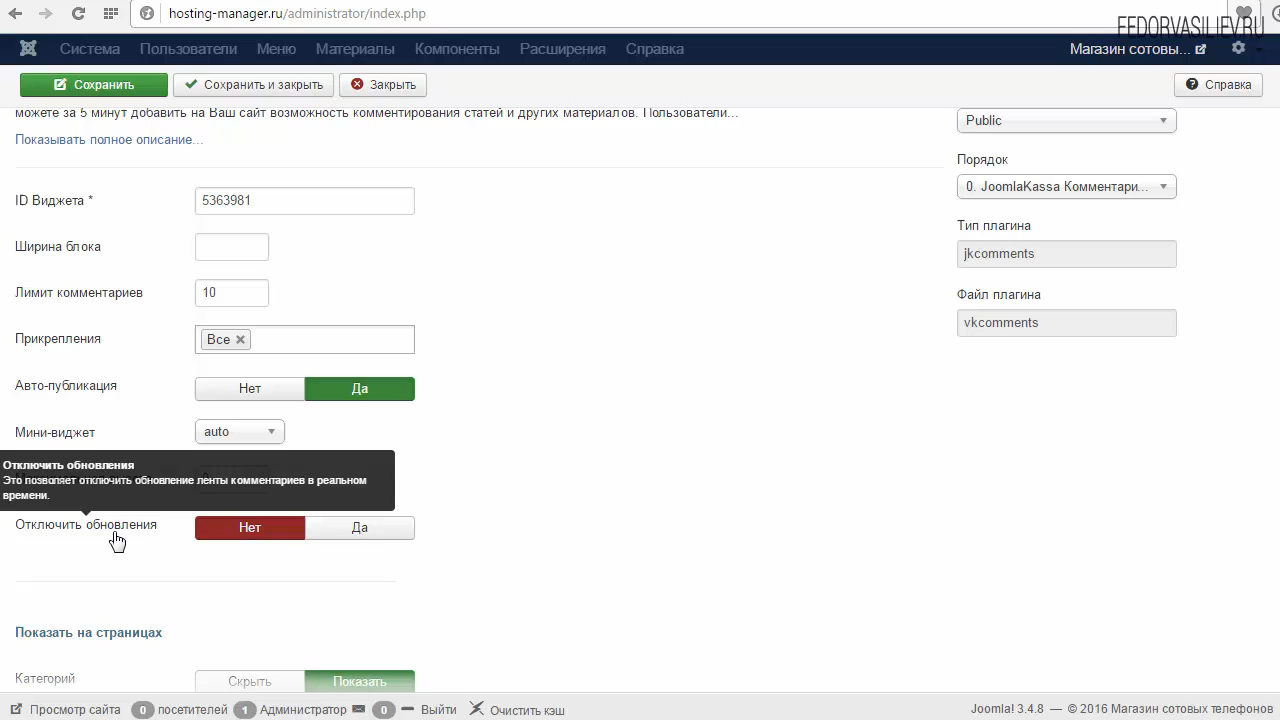 hosting-manager.ru/administrator/index.php
FEDORVASILIEV.RU
Система Пользователи Меню Материалы Компоненты Расширения Справка Магазин сотовы...
Сохранить Сохранить и закрыть Закрыть Справка
можете за 5 минут добавить на Ваш сайт возможность комментирования статей и других материалов. Пользователи...
Показывать полное описание...
Public
Порядок
0. JoomlaKassa Комментари...
Тип плагина
jkcomments
Файл плагина
vkcomments
ID Виджета *
5363981
Ширина блока
Лимит комментариев
10
Прикрепления
Все
Авто-публикация
Нет Да
Мини-виджет
auto
Отключить обновления
Это позволяет отключить обновление ленты комментариев в реальном
времени.
Отключить обновления
Нет Да
Показать на страницах
Категорий
Скрыть Показать
Просмотр сайта 0 посетителей 1 Администратор 0 Выйти Очистить кэш Joomla! 3.4.8 — © 2016 Магазин сотовых телефонов